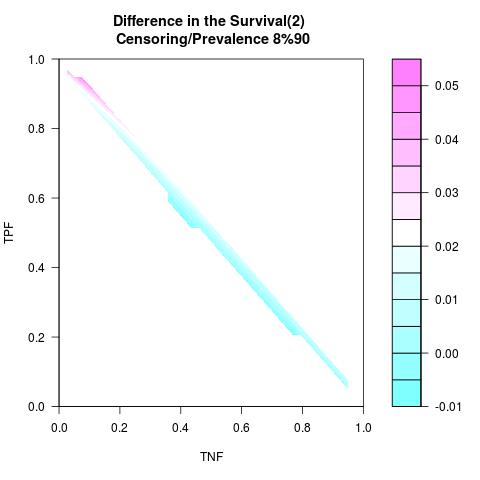 Difference in the Survival(2)
Censoring/Prevalence 8%90
TPF
1.0
0.8
0.6
0.4
0.2
0.0
0.0 0.2 0.4 0.6 0.8 1.0
TNF
0.05
0.04
0.03
0.02
0.01
0.00
-0.01